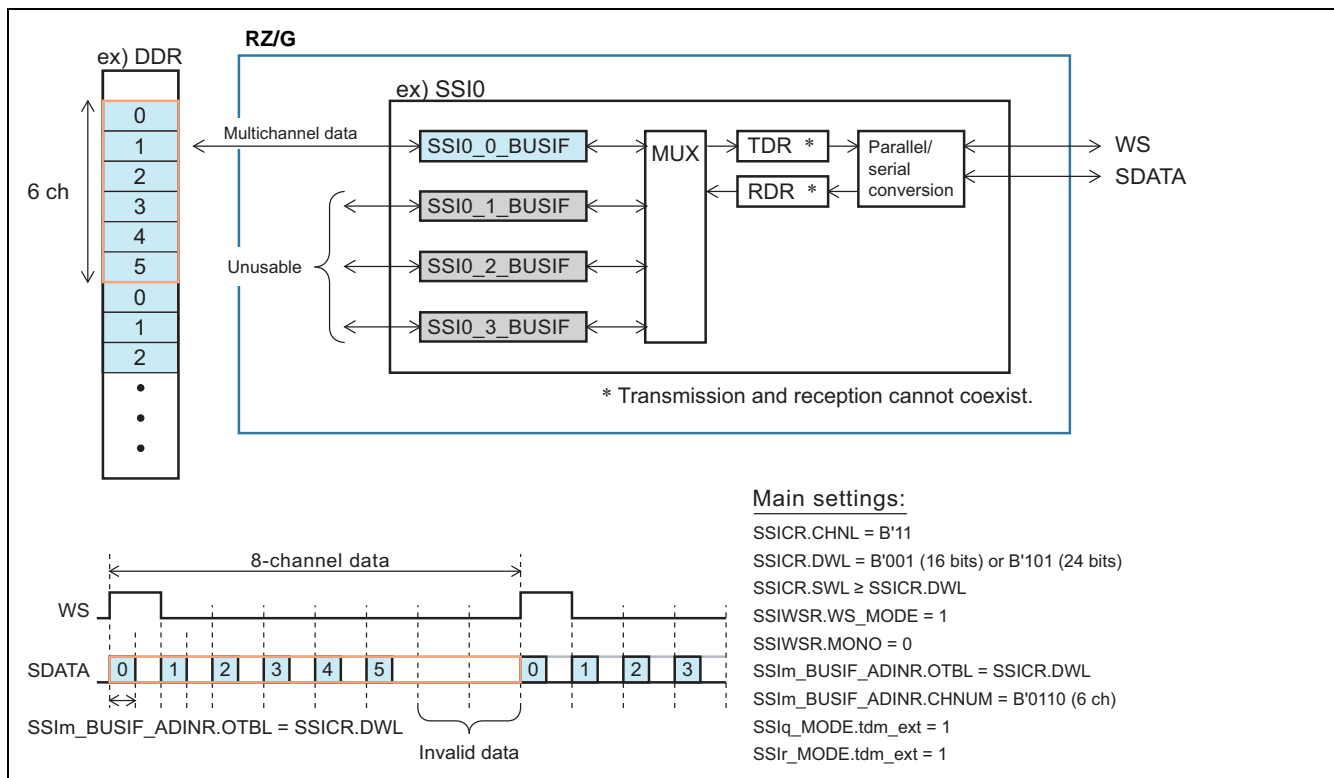 RZ/G
ex) DDR
ex) SSI0
0
1
2
3
4
5
0
1
2
•
•
•
6 ch
Multichannel data
Unusable
SSI0_0_BUSIF
SSI0_1_BUSIF
SSI0_2_BUSIF
SSI0_3_BUSIF
MUX
TDR *
RDR *
Parallel/
serial
conversion
WS
SDATA
* Transmission and reception cannot coexist.
8-channel data
WS
SDATA
0 1 2 3 4 5 0 1 2 3
SSIm_BUSIF_ADINR.OTBL = SSICR.DWL
Invalid data
Main settings:
SSICR.CHNL = B'11
SSICR.DWL = B'001 (16 bits) or B'101 (24 bits)
SSICR.SWL ≥ SSICR.DWL
SSIWSR.WS_MODE = 1
SSIWSR.MONO = 0
SSIm_BUSIF_ADINR.OTBL = SSICR.DWL
SSIm_BUSIF_ADINR.CHNUM = B'0110 (6 ch)
SSIq_MODE.tdm_ext = 1
SSIr_MODE.tdm_ext = 1